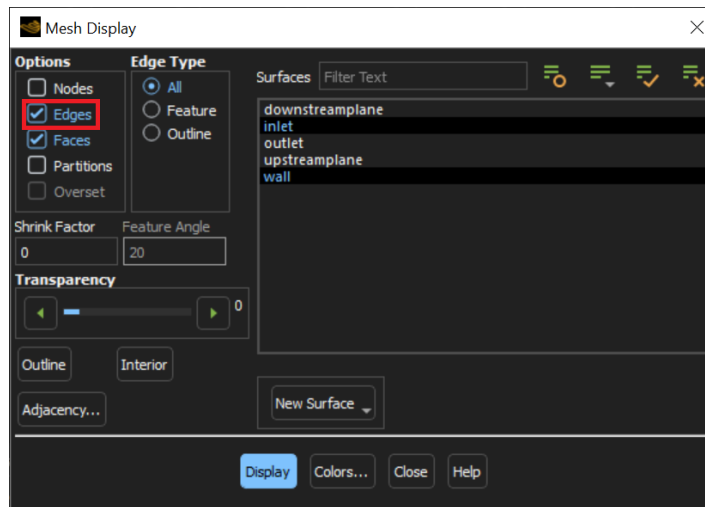 Mesh Display
Options
Nodes
Edges
Faces
Partitions
Overset
Edge Type
All
Feature
Outline
Shrink Factor
0
Feature Angle
20
Transparency
0
Outline
Interior
Adjacency...
Surfaces
Filter Text
downstreamplane
inlet
outlet
upstreamplane
wall
New Surface
Display
Colors...
Close
Help